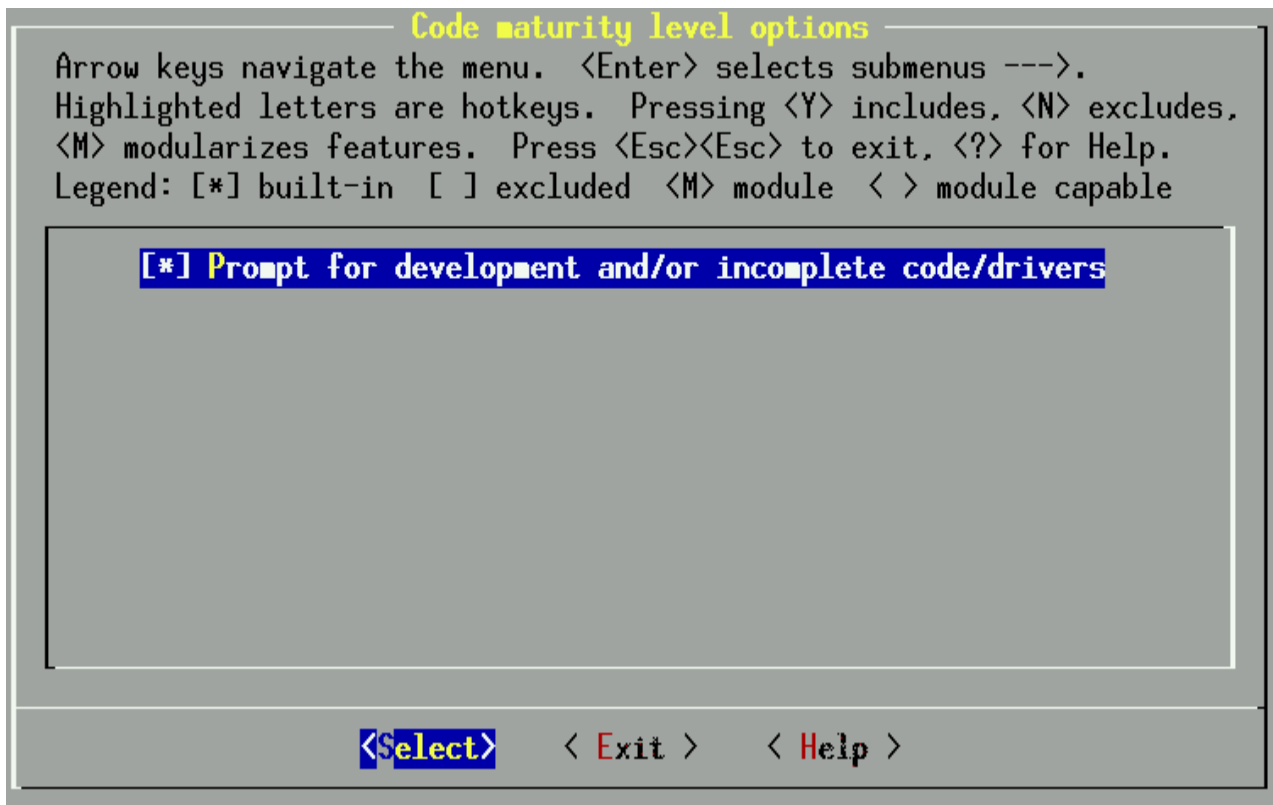 Code maturity level options
Arrow keys navigate the menu.  <Enter> selects submenus --->.
Highlighted letters are hotkeys.  Pressing <Y> includes, <N> excludes,
<M> modularizes features.  Press <Esc><Esc> to exit, <?> for Help.
Legend: [*] built-in  [ ] excluded  <M> module  < > module capable
[*] Prompt for development and/or incomplete code/drivers
<Select>    < Exit >    < Help >